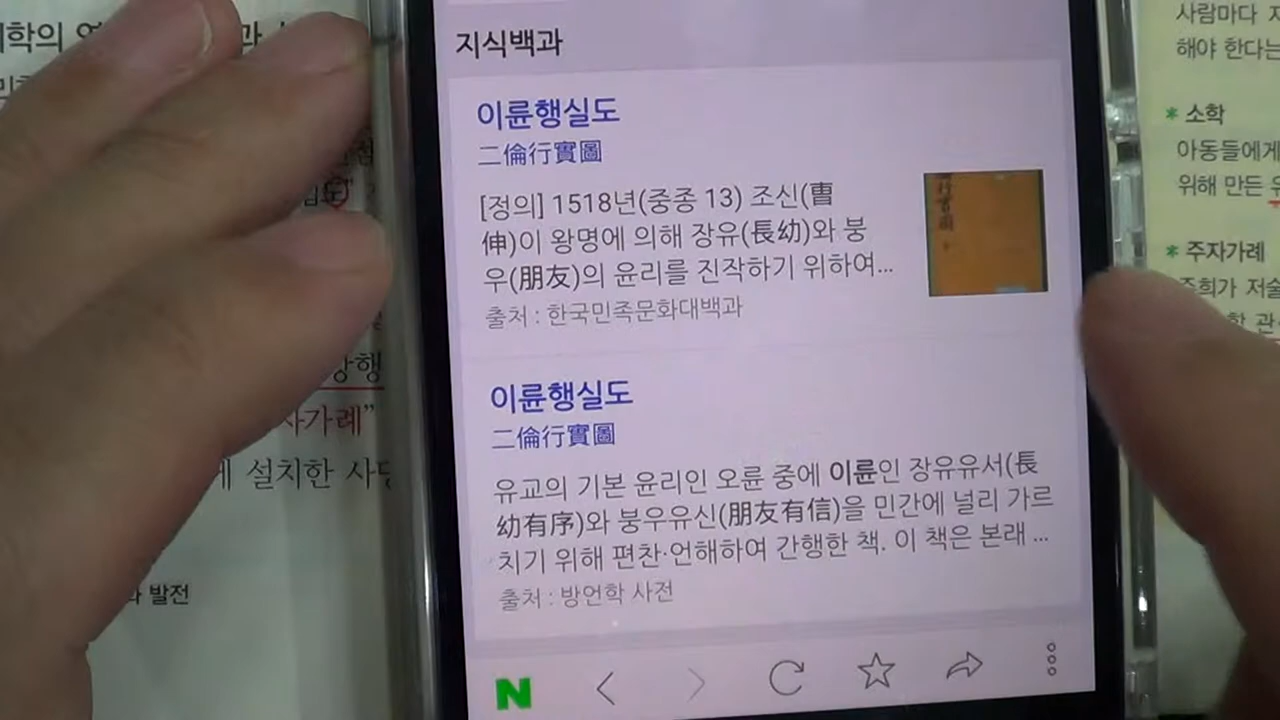 지식백과
이륜행실도
二倫行實圖
[정의] 1518년(중종 13) 조신(曺
伸)이 왕명에 의해 장유(長幼)와 붕
우(朋友)의 윤리를 진작하기 위하여...
출처 : 한국민족문화대백과
이륜행실도
二倫行實圖
유교의 기본 윤리인 오륜 중에 이륜인 장유유서(長
幼有序)와 붕우유신(朋友有信)을 민간에 널리 가르
치기 위해 편찬·언해하여 간행한 책. 이 책은 본래 ...
출처 : 방언학 사전
N
설치한
발전
사람마다
해야 한다는
* 소학
아동들에게
위해 만든
* 주자가례
주희가